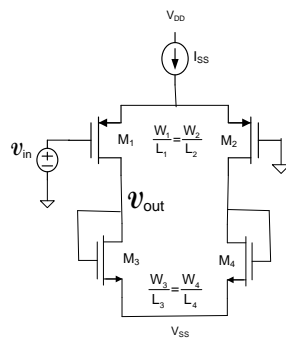 V_DD
I_SS
M_1
W_1/L_1 = W_2/L_2
M_2
v_in
v_out
M_3
W_3/L_3 = W_4/L_4
M_4
V_SS